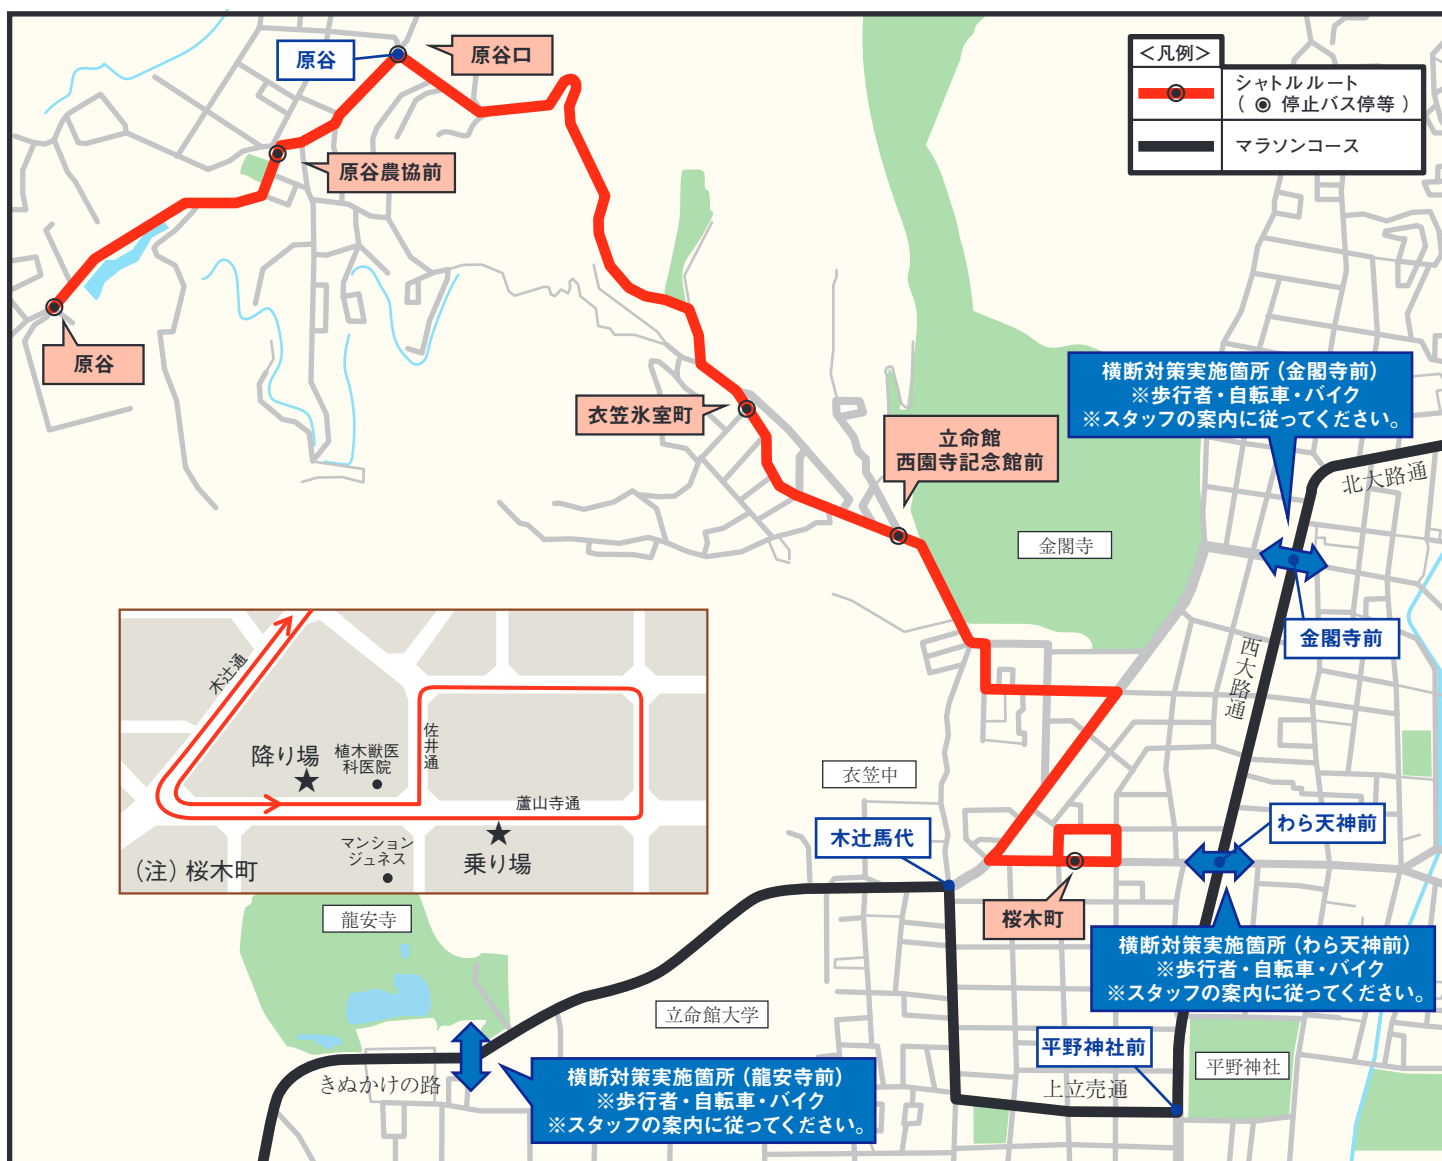 原谷
原谷口
<凡例>
シャトルルート
( ◉ 停止バス停等 )
マラソンコース
原谷農協前
原谷
衣笠氷室町
立命館
西園寺記念館前
横断対策実施箇所(金閣寺前)
※歩行者・自転車・バイク
※スタッフの案内に従ってください。
北大路通
金閣寺
金閣寺前
西大路通
木辻通
降り場
★
植木獣医
科医院
佐井通
蘆山寺通
マンション
ジュネス
★
乗り場
(注)桜木町
衣笠中
木辻馬代
わら天神前
桜木町
横断対策実施箇所(わら天神前)
※歩行者・自転車・バイク
※スタッフの案内に従ってください。
龍安寺
立命館大学
平野神社前
平野神社
きぬかけの路
上立売通
横断対策実施箇所(龍安寺前)
※歩行者・自転車・バイク
※スタッフの案内に従ってください。